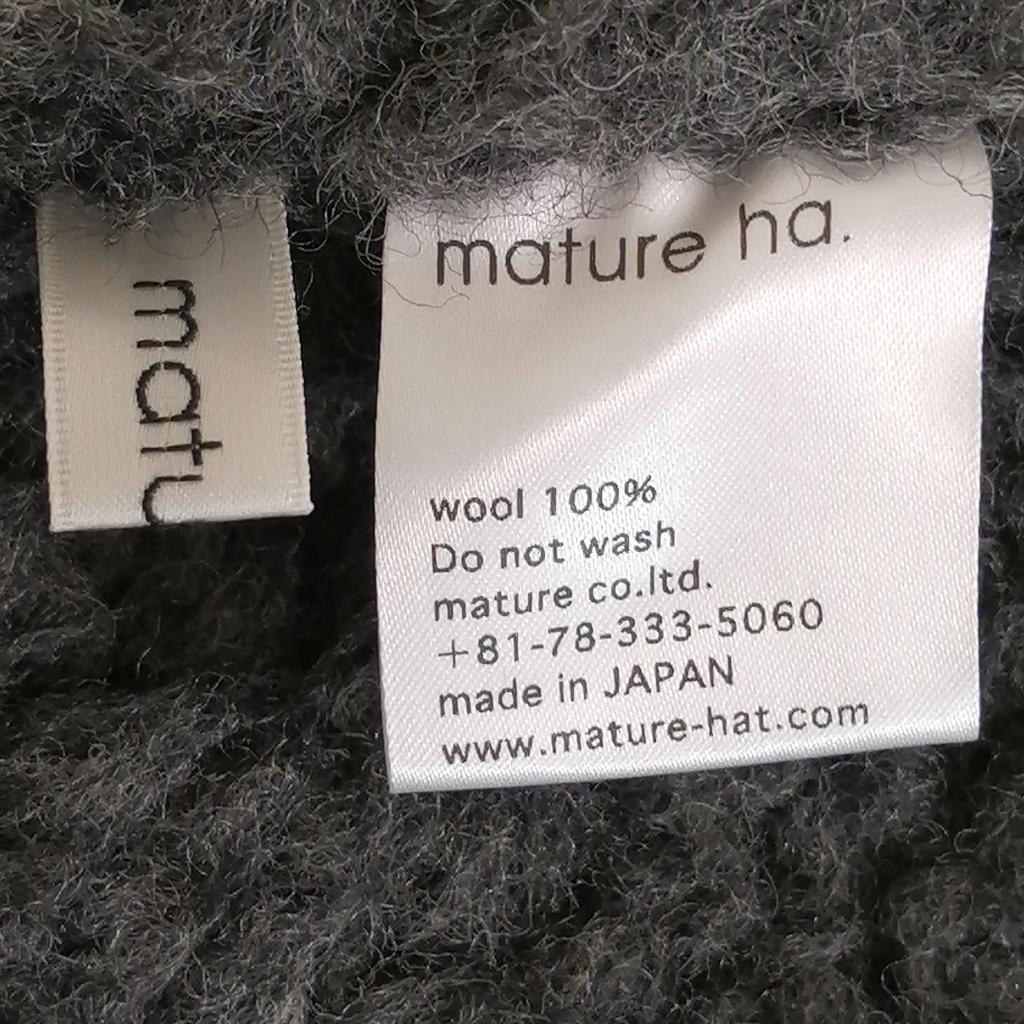 matu
mature ha.
wool 100%
Do not wash
mature co.ltd.
+81-78-333-5060
made in JAPAN
www.mature-hat.com